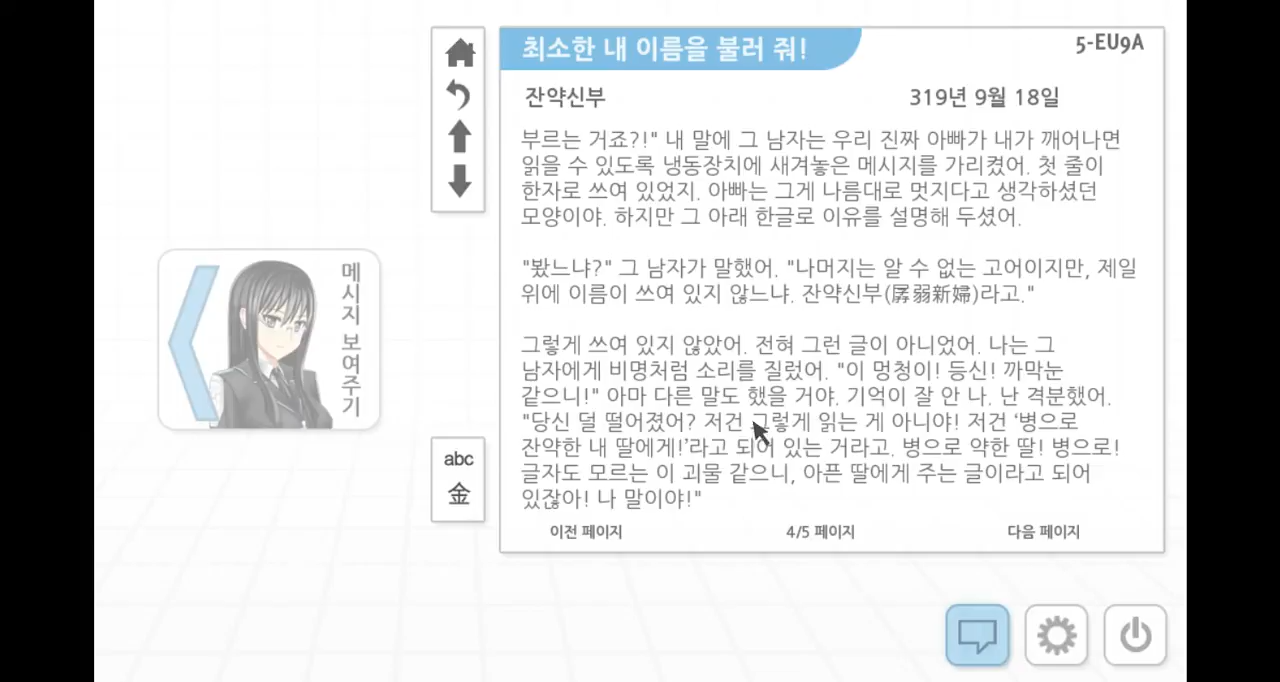 최소한 내 이름을 불러 줘!
5-EU9A
잔약신부
319년 9월 18일
부르는 거죠?!" 내 말에 그 남자는 우리 진짜 아빠가 내가 깨어나면
읽을 수 있도록 냉동장치에 새겨놓은 메시지를 가리켰어. 첫 줄이
한자로 쓰여 있었지. 아빠는 그게 나름대로 멋지다고 생각하셨던
모양이야. 하지만 그 아래 한글로 이유를 설명해 두셨어.
"봤느냐?" 그 남자가 말했어. "나머지는 알 수 없는 고어이지만, 제일
위에 이름이 쓰여 있지 않느냐. 잔약신부(孱弱新婦)라고."
그렇게 쓰여 있지 않았어. 전혀 그런 글이 아니었어. 나는 그
남자에게 비명처럼 소리를 질렀어. "이 멍청이! 등신! 까막눈
같으니!" 아마 다른 말도 했을 거야. 기억이 잘 안 나. 난 격분했어.
"당신 덜 떨어졌어? 저건 그렇게 읽는 게 아니야! 저건 ‘병으로
잔약한 내 딸에게!’라고 되어 있는 거라고. 병으로 약한 딸! 병으로!
글자도 모르는 이 괴물 같으니, 아픈 딸에게 주는 글이라고 되어
있잖아! 나 말이야!"
이전 페이지
4/5 페이지
다음 페이지
메시지 보여주기
abc
金